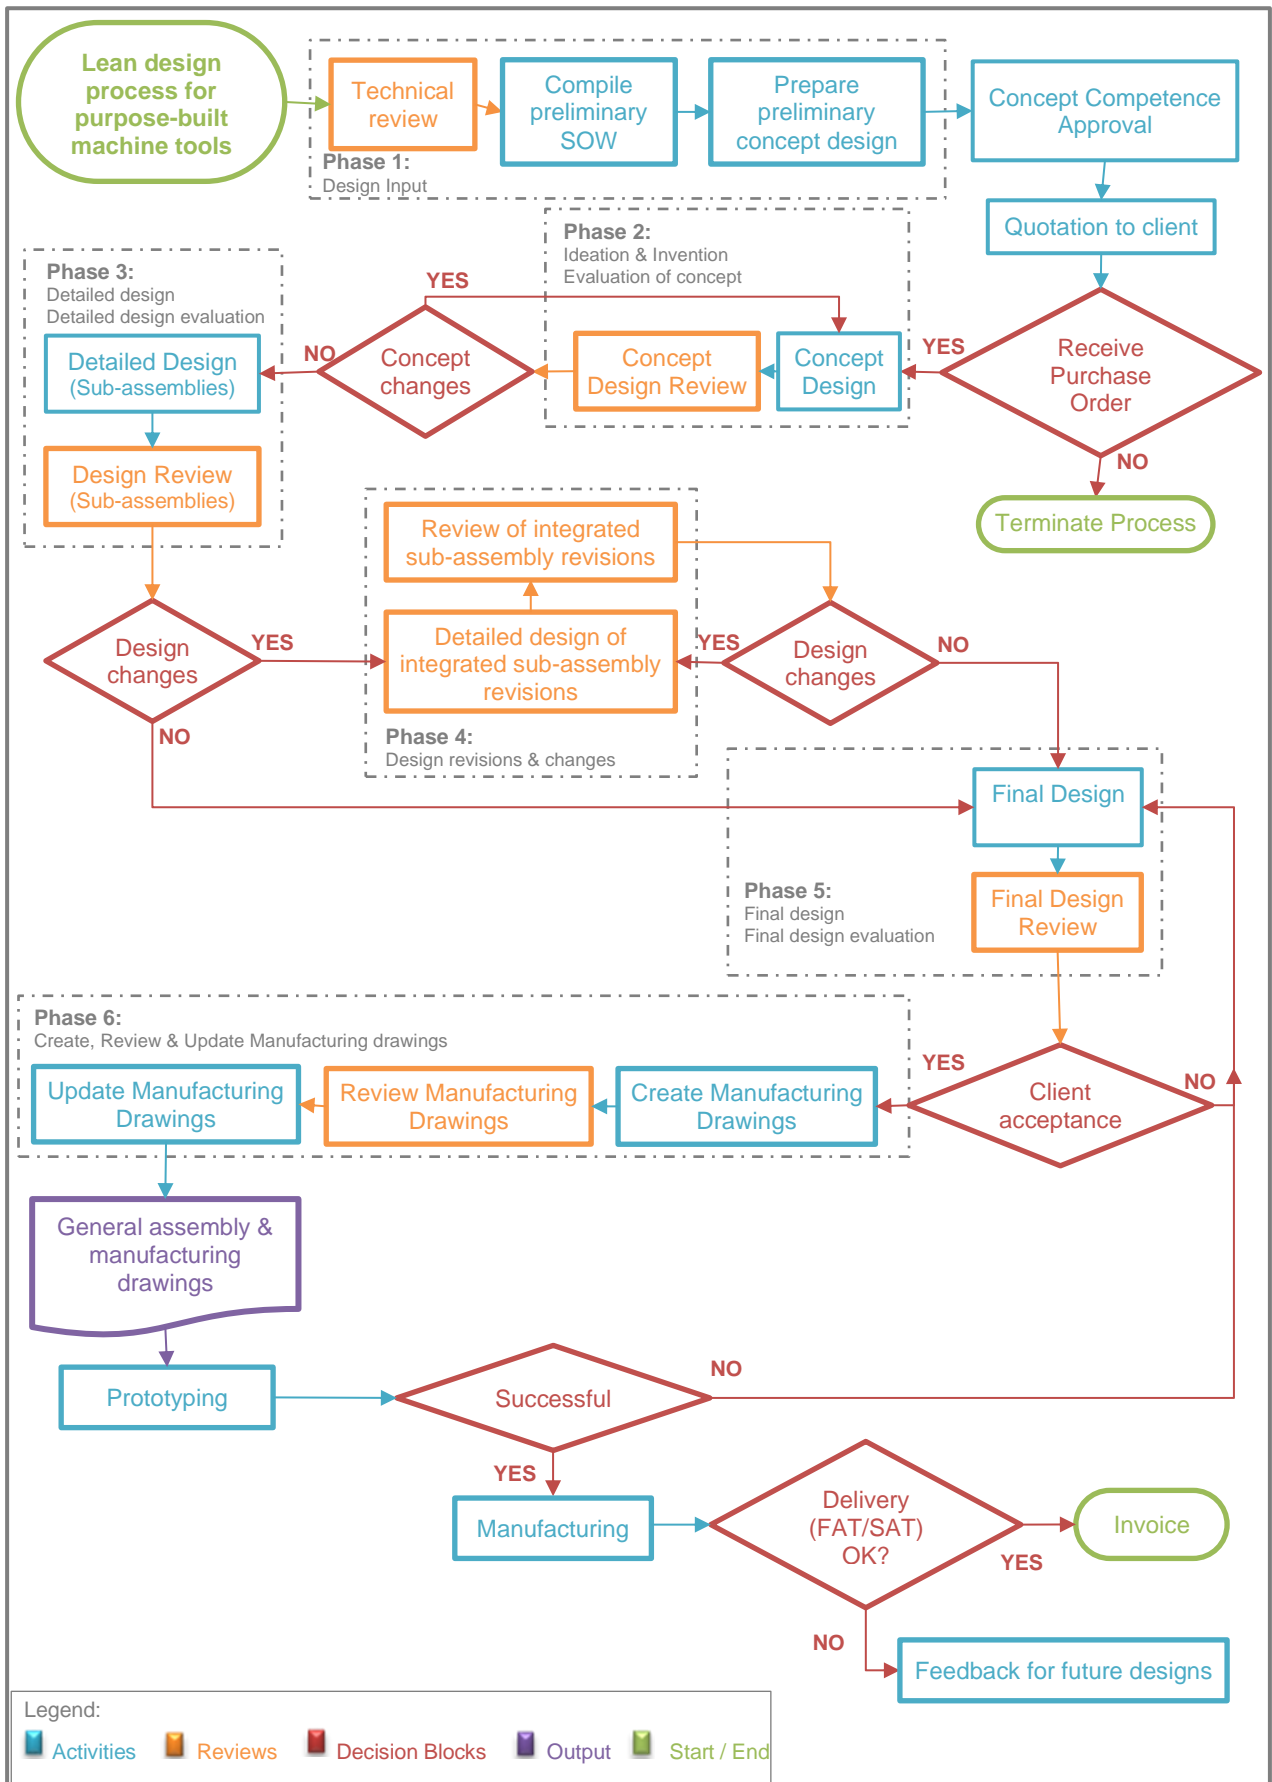 Lean design
process for
purpose-built
machine tools
Technical
review
Compile
preliminary
SOW
Prepare
preliminary
concept design
Phase 1:
Design Input
Concept Competence
Approval
Quotation to client
Phase 2:
Ideation & Invention
Evaluation of concept
Phase 3:
Detailed design
Detailed design evaluation
YES
Concept
changes
NO
Concept
Design Review
Concept
Design
YES
Receive
Purchase
Order
NO
Terminate Process
Detailed Design
(Sub-assemblies)
Design Review
(Sub-assemblies)
Review of integrated
sub-assembly revisions
Detailed design of
integrated sub-assembly
revisions
Phase 4:
Design revisions & changes
Design
changes
YES
NO
YES
Design
changes
NO
Final Design
Phase 5:
Final design
Final design evaluation
Final Design
Review
Phase 6:
Create, Review & Update Manufacturing drawings
Update Manufacturing
Drawings
Review Manufacturing
Drawings
Create Manufacturing
Drawings
YES
Client
acceptance
NO
General assembly &
manufacturing
drawings
Prototyping
Successful
NO
YES
Manufacturing
Delivery
(FAT/SAT)
OK?
YES
Invoice
NO
Feedback for future designs
Legend:
Activities
Reviews
Decision Blocks
Output
Start / End